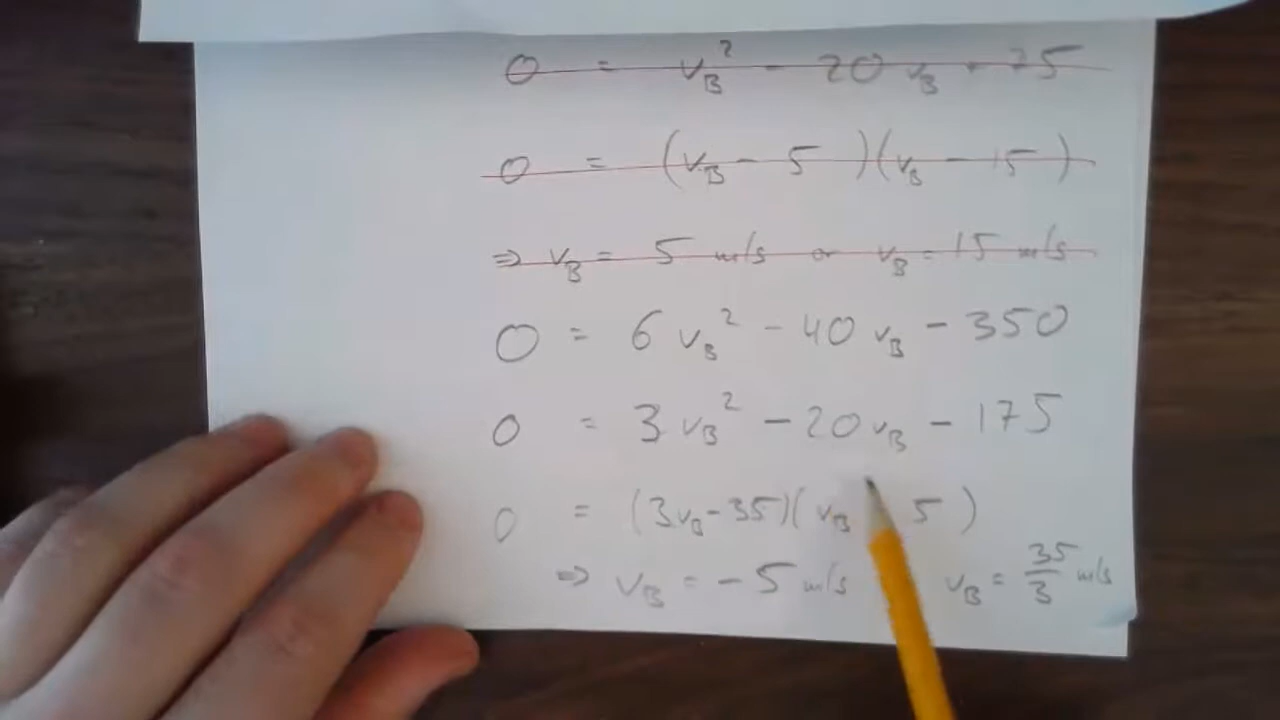 0 = v_B² - 20 v_B + 75
0 = (v_B - 5)(v_B - 15)
⇒ v_B = 5 m/s or v_B = 15 m/s
0 = 6 v_B² - 40 v_B - 350
0 = 3 v_B² - 20 v_B - 175
0 = (3v_B - 35)(v_B 5)
⇒ v_B = -5 m/s v_B = 35/3 m/s